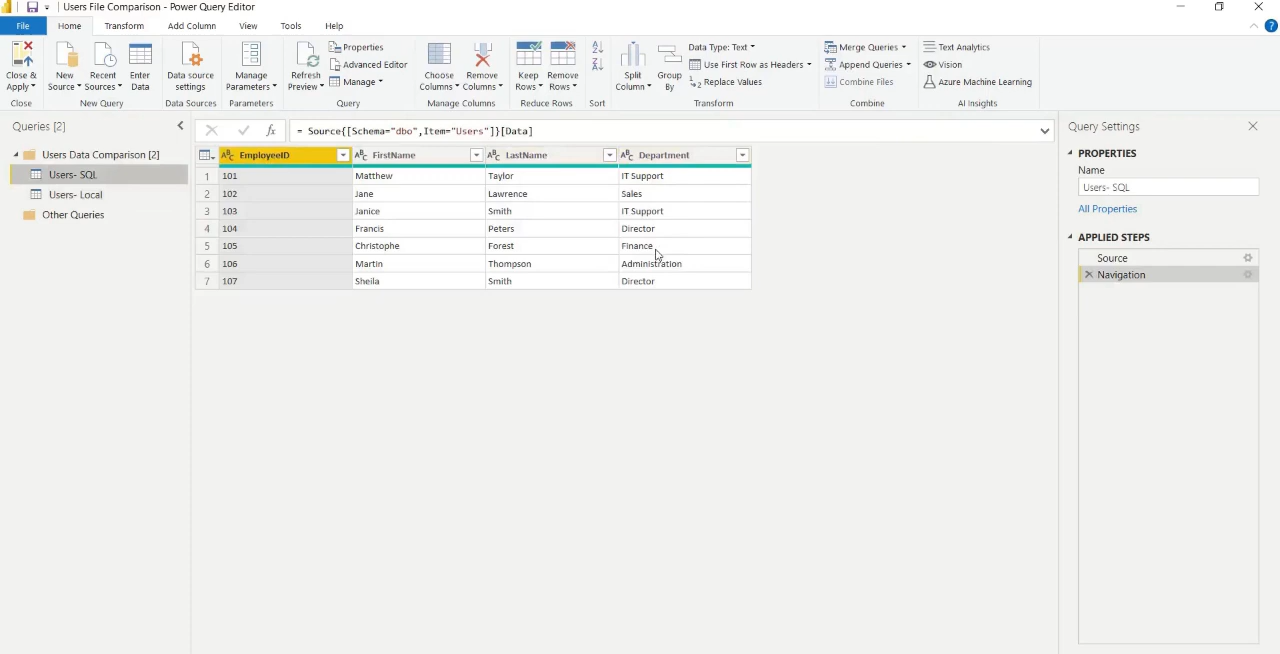 Users File Comparison - Power Query Editor
File Home Transform Add Column View Tools Help
Close & Apply
New Source
Recent Sources
Enter Data
Data source settings
Manage Parameters
Refresh Preview
Properties
Advanced Editor
Manage
Choose Columns
Remove Columns
Keep Rows
Remove Rows
Split Column
Group By
Data Type: Text
Use First Row as Headers
Replace Values
Merge Queries
Append Queries
Combine Files
Text Analytics
Vision
Azure Machine Learning
Close New Query Data Sources Parameters Query Manage Columns Reduce Rows Sort Transform Combine AI Insights
Queries [2]
Users Data Comparison [2]
Users- SQL
Users- Local
Other Queries
= Source{[Schema="dbo",Item="Users"]}[Data]
EmployeeID FirstName LastName Department
1 101 Matthew Taylor IT Support
2 102 Jane Lawrence Sales
3 103 Janice Smith IT Support
4 104 Francis Peters Director
5 105 Christophe Forest Finance
6 106 Martin Thompson Administration
7 107 Sheila Smith Director
Query Settings
PROPERTIES
Name
Users- SQL
All Properties
APPLIED STEPS
Source
Navigation